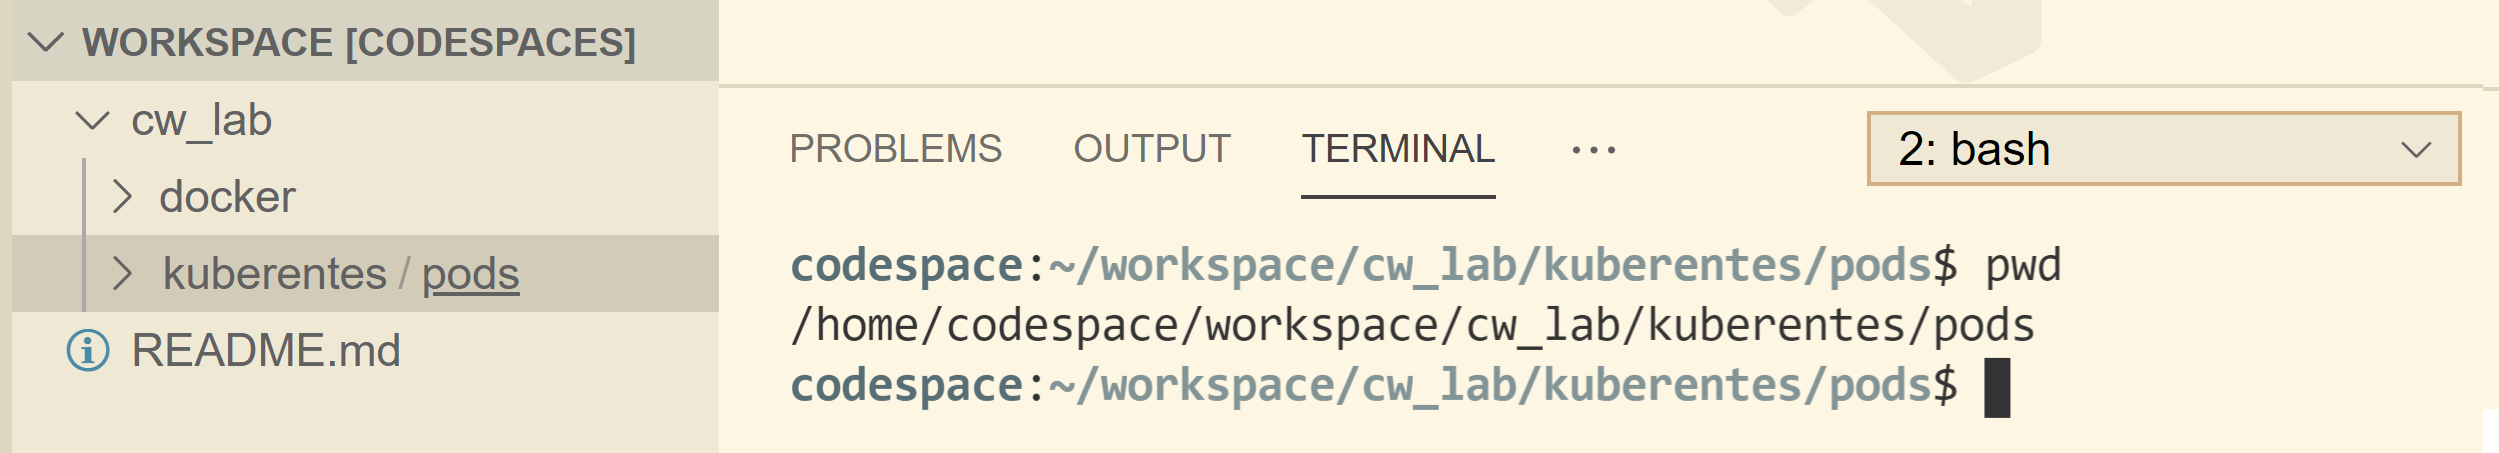 WORKSPACE [CODESPACES]
cw_lab
docker
kuberentes / pods
README.md
PROBLEMS OUTPUT TERMINAL ... 2: bash
codespace:~/workspace/cw_lab/kuberentes/pods$ pwd
/home/codespace/workspace/cw_lab/kuberentes/pods
codespace:~/workspace/cw_lab/kuberentes/pods$